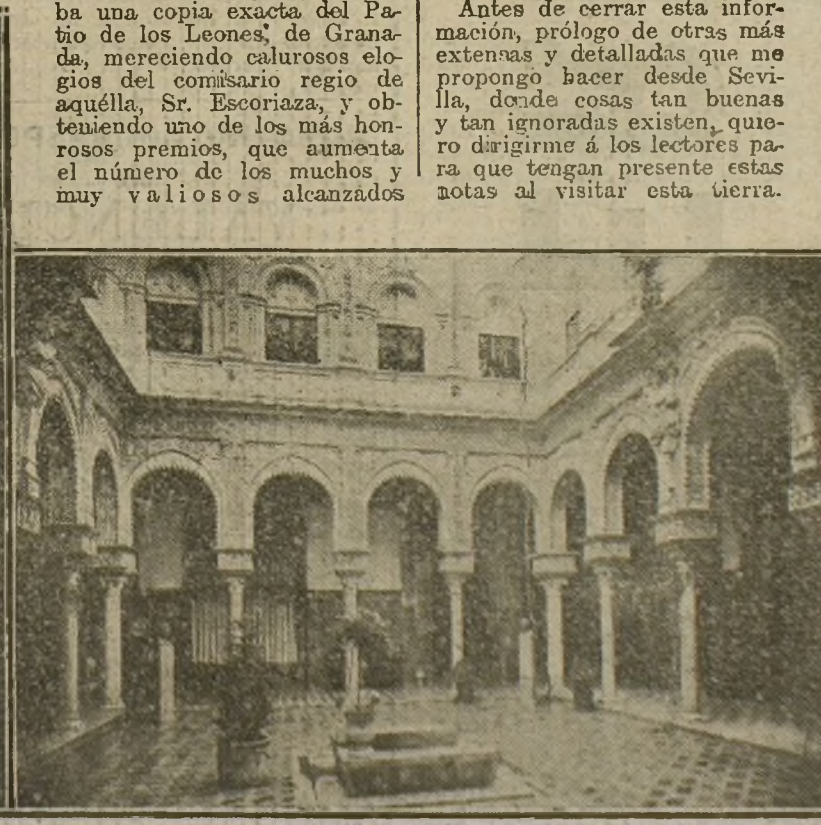 ba una copia exacta del Pa-
tio de los Leones, de Grana-
da, mereciendo calurosos elo-
gios del comisario regio de
aquélla, Sr. Escoriaza, y ob-
teniendo uno de los más hon-
rosos premios, que aumenta
el número de los muchos y
muy valiosos alcanzados
Antes de cerrar esta infor-
mación, prólogo de otras más
extensas y detalladas que me
propongo hacer desde Sevi-
lla, donde cosas tan buenas
y tan ignoradas existen, quie-
ro dirigirme á los lectores pa-
ra que tengan presente estas
notas al visitar esta tierra.